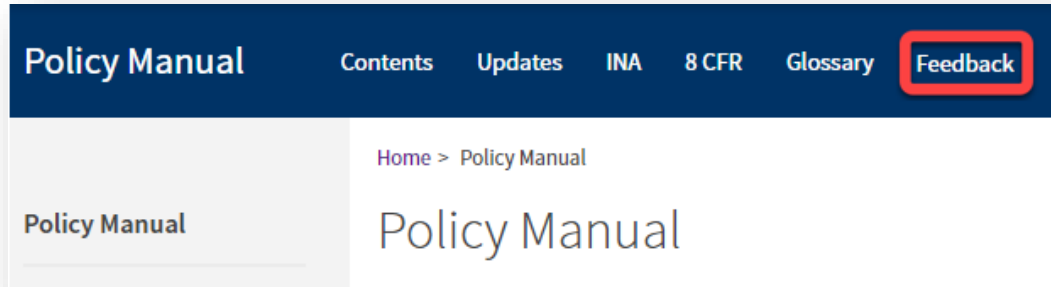 Policy Manual Contents Updates INA 8 CFR Glossary Feedback
Home > Policy Manual
Policy Manual
Policy Manual